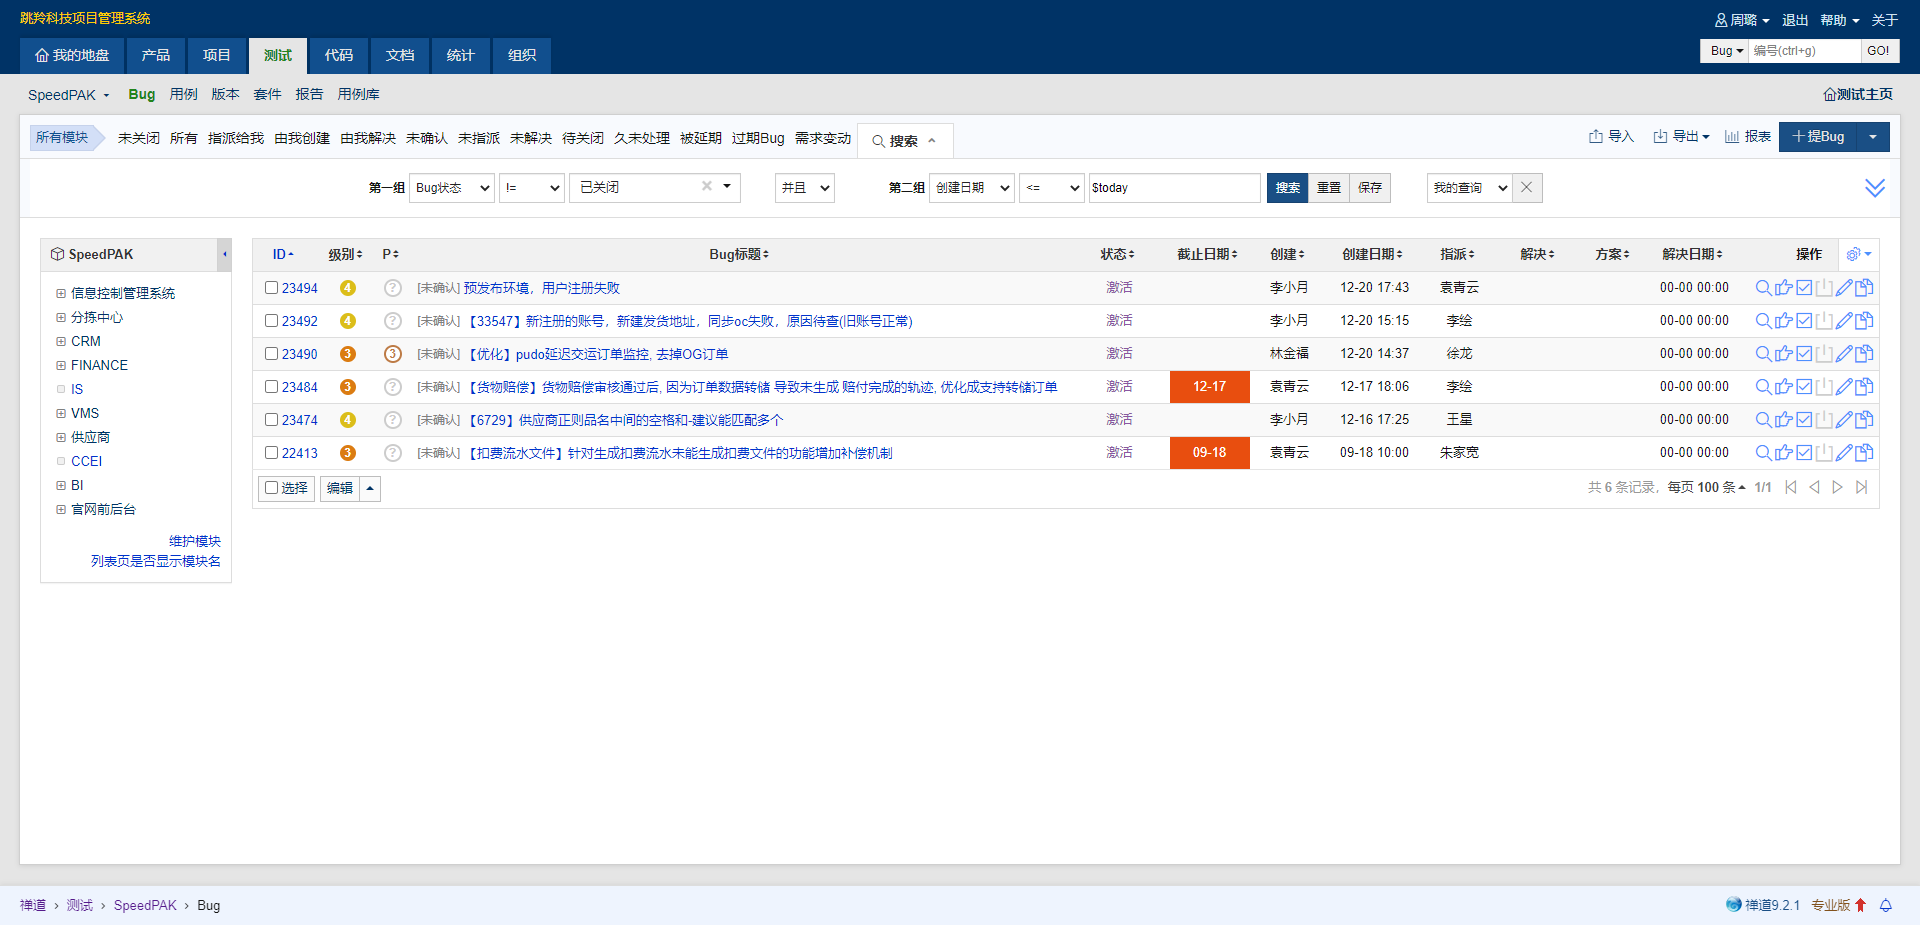 跳羚科技项目管理系统
周璐 退出 帮助 关于
我的地盘 产品 项目 测试 代码 文档 统计 组织
Bug 编号(ctrl+g) GO!
SpeedPAK Bug 用例 版本 套件 报告 用例库 测试主页
所有模块 未关闭 所有 指派给我 由我创建 由我解决 未确认 未指派 未解决 待关闭 久未处理 被延期 过期Bug 需求变动 搜索 导入 导出 报表 提Bug
第一组 Bug状态 != 已关闭 并且 第二组 创建日期 <= $today 搜索 重置 保存 我的查询
SpeedPAK
信息控制管理系统
分拣中心
CRM
FINANCE
IS
VMS
供应商
CCEI
BI
官网前后台
维护模块
列表页是否显示模块名
ID 级别 P Bug标题 状态 截止日期 创建 创建日期 指派 解决 方案 解决日期 操作
23494 4 ? [未确认] 预发布环境，用户注册失败 激活 李小月 12-20 17:43 袁青云 00-00 00:00
23492 4 ? [未确认] 【33547】新注册的账号，新建发货地址，同步oc失败，原因待查(旧账号正常) 激活 李小月 12-20 15:15 李绘 00-00 00:00
23490 3 3 [未确认] 【优化】pudo延迟交运订单监控, 去掉OG订单 激活 林金福 12-20 14:37 徐龙 00-00 00:00
23484 3 ? [未确认] 【货物赔偿】货物赔偿审核通过后, 因为订单数据转储 导致未生成 赔付完成的轨迹, 优化成支持转储订单 激活 12-17 袁青云 12-17 18:06 李绘 00-00 00:00
23474 4 ? [未确认] 【6729】供应商正则品名中间的空格和-建议能匹配多个 激活 李小月 12-16 17:25 王星 00-00 00:00
22413 3 ? [未确认] 【扣费流水文件】针对生成扣费流水未能生成扣费文件的功能增加补偿机制 激活 09-18 袁青云 09-18 10:00 朱家宽 00-00 00:00
选择 编辑 共 6 条记录，每页 100 条 1/1
禅道 › 测试 › SpeedPAK › Bug 禅道9.2.1 专业版